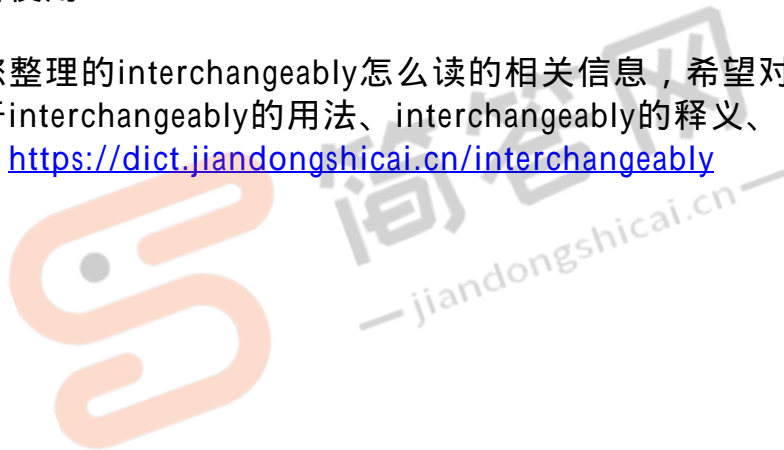 整理的interchangeably怎么读的相关信息，希望对
interchangeably的用法、interchangeably的释义、
https://dict.jiandongshicai.cn/interchangeably
简答网
jiandongshicai.cn